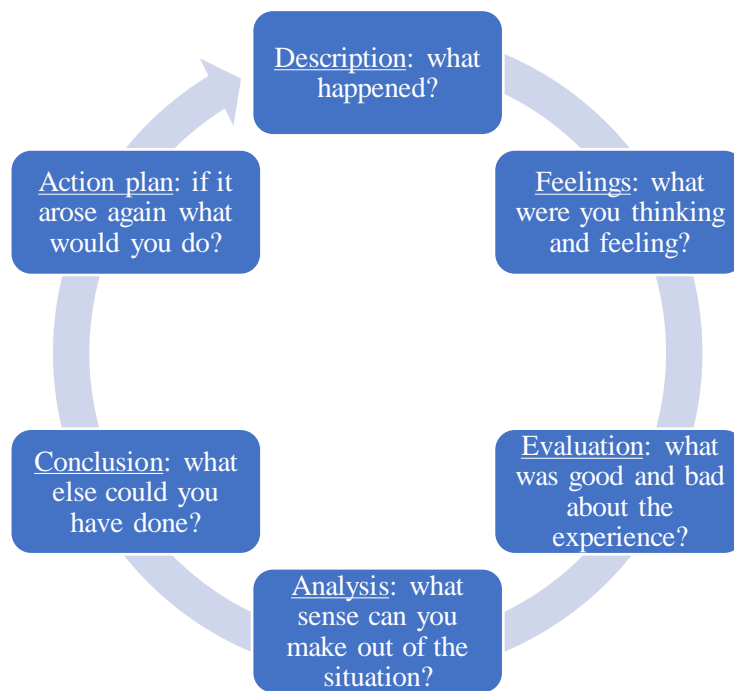 Description: what
happened?
Feelings: what
were you thinking
and feeling?
Evaluation: what
was good and bad
about the
experience?
Analysis: what
sense can you
make out of the
situation?
Conclusion: what
else could you
have done?
Action plan: if it
arose again what
would you do?